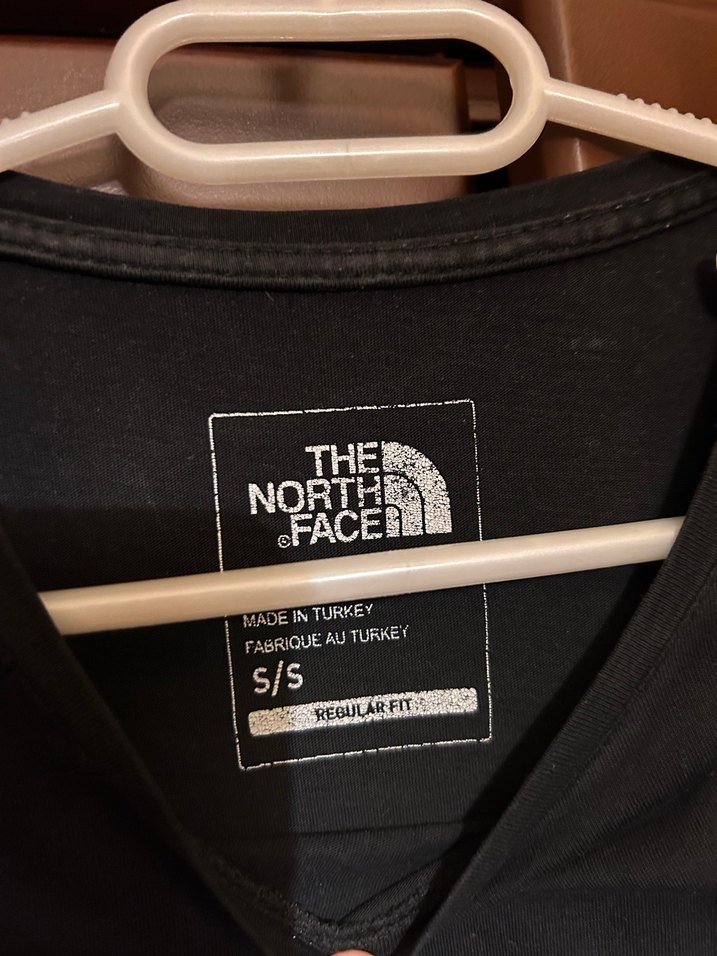 THE
NORTH
©FACE
MADE IN TURKEY
FABRIQUE AU TURKEY
S/S
REGULAR FIT